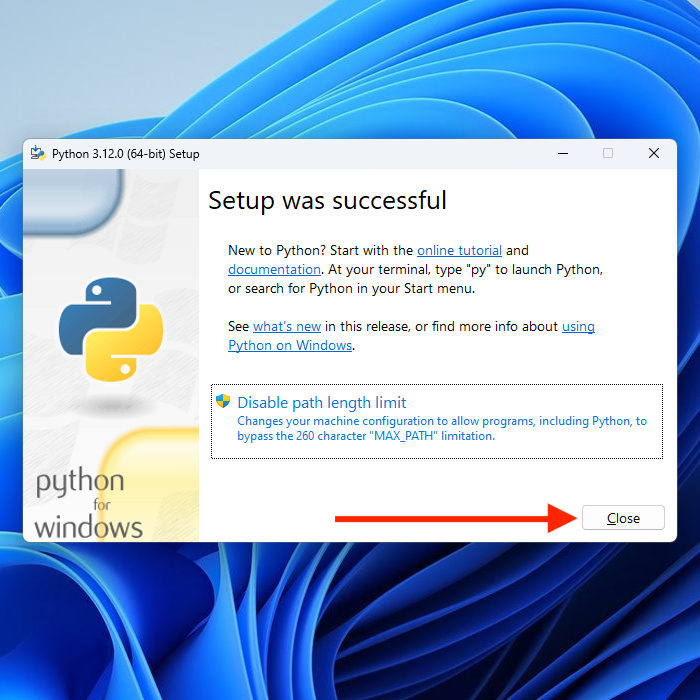 Python 3.12.0 (64-bit) Setup
Setup was successful
New to Python? Start with the online tutorial and
documentation. At your terminal, type "py" to launch Python,
or search for Python in your Start menu.
See what's new in this release, or find more info about using
Python on Windows.
Disable path length limit
Changes your machine configuration to allow programs, including Python, to
bypass the 260 character "MAX_PATH" limitation.
python
for
windows
Close